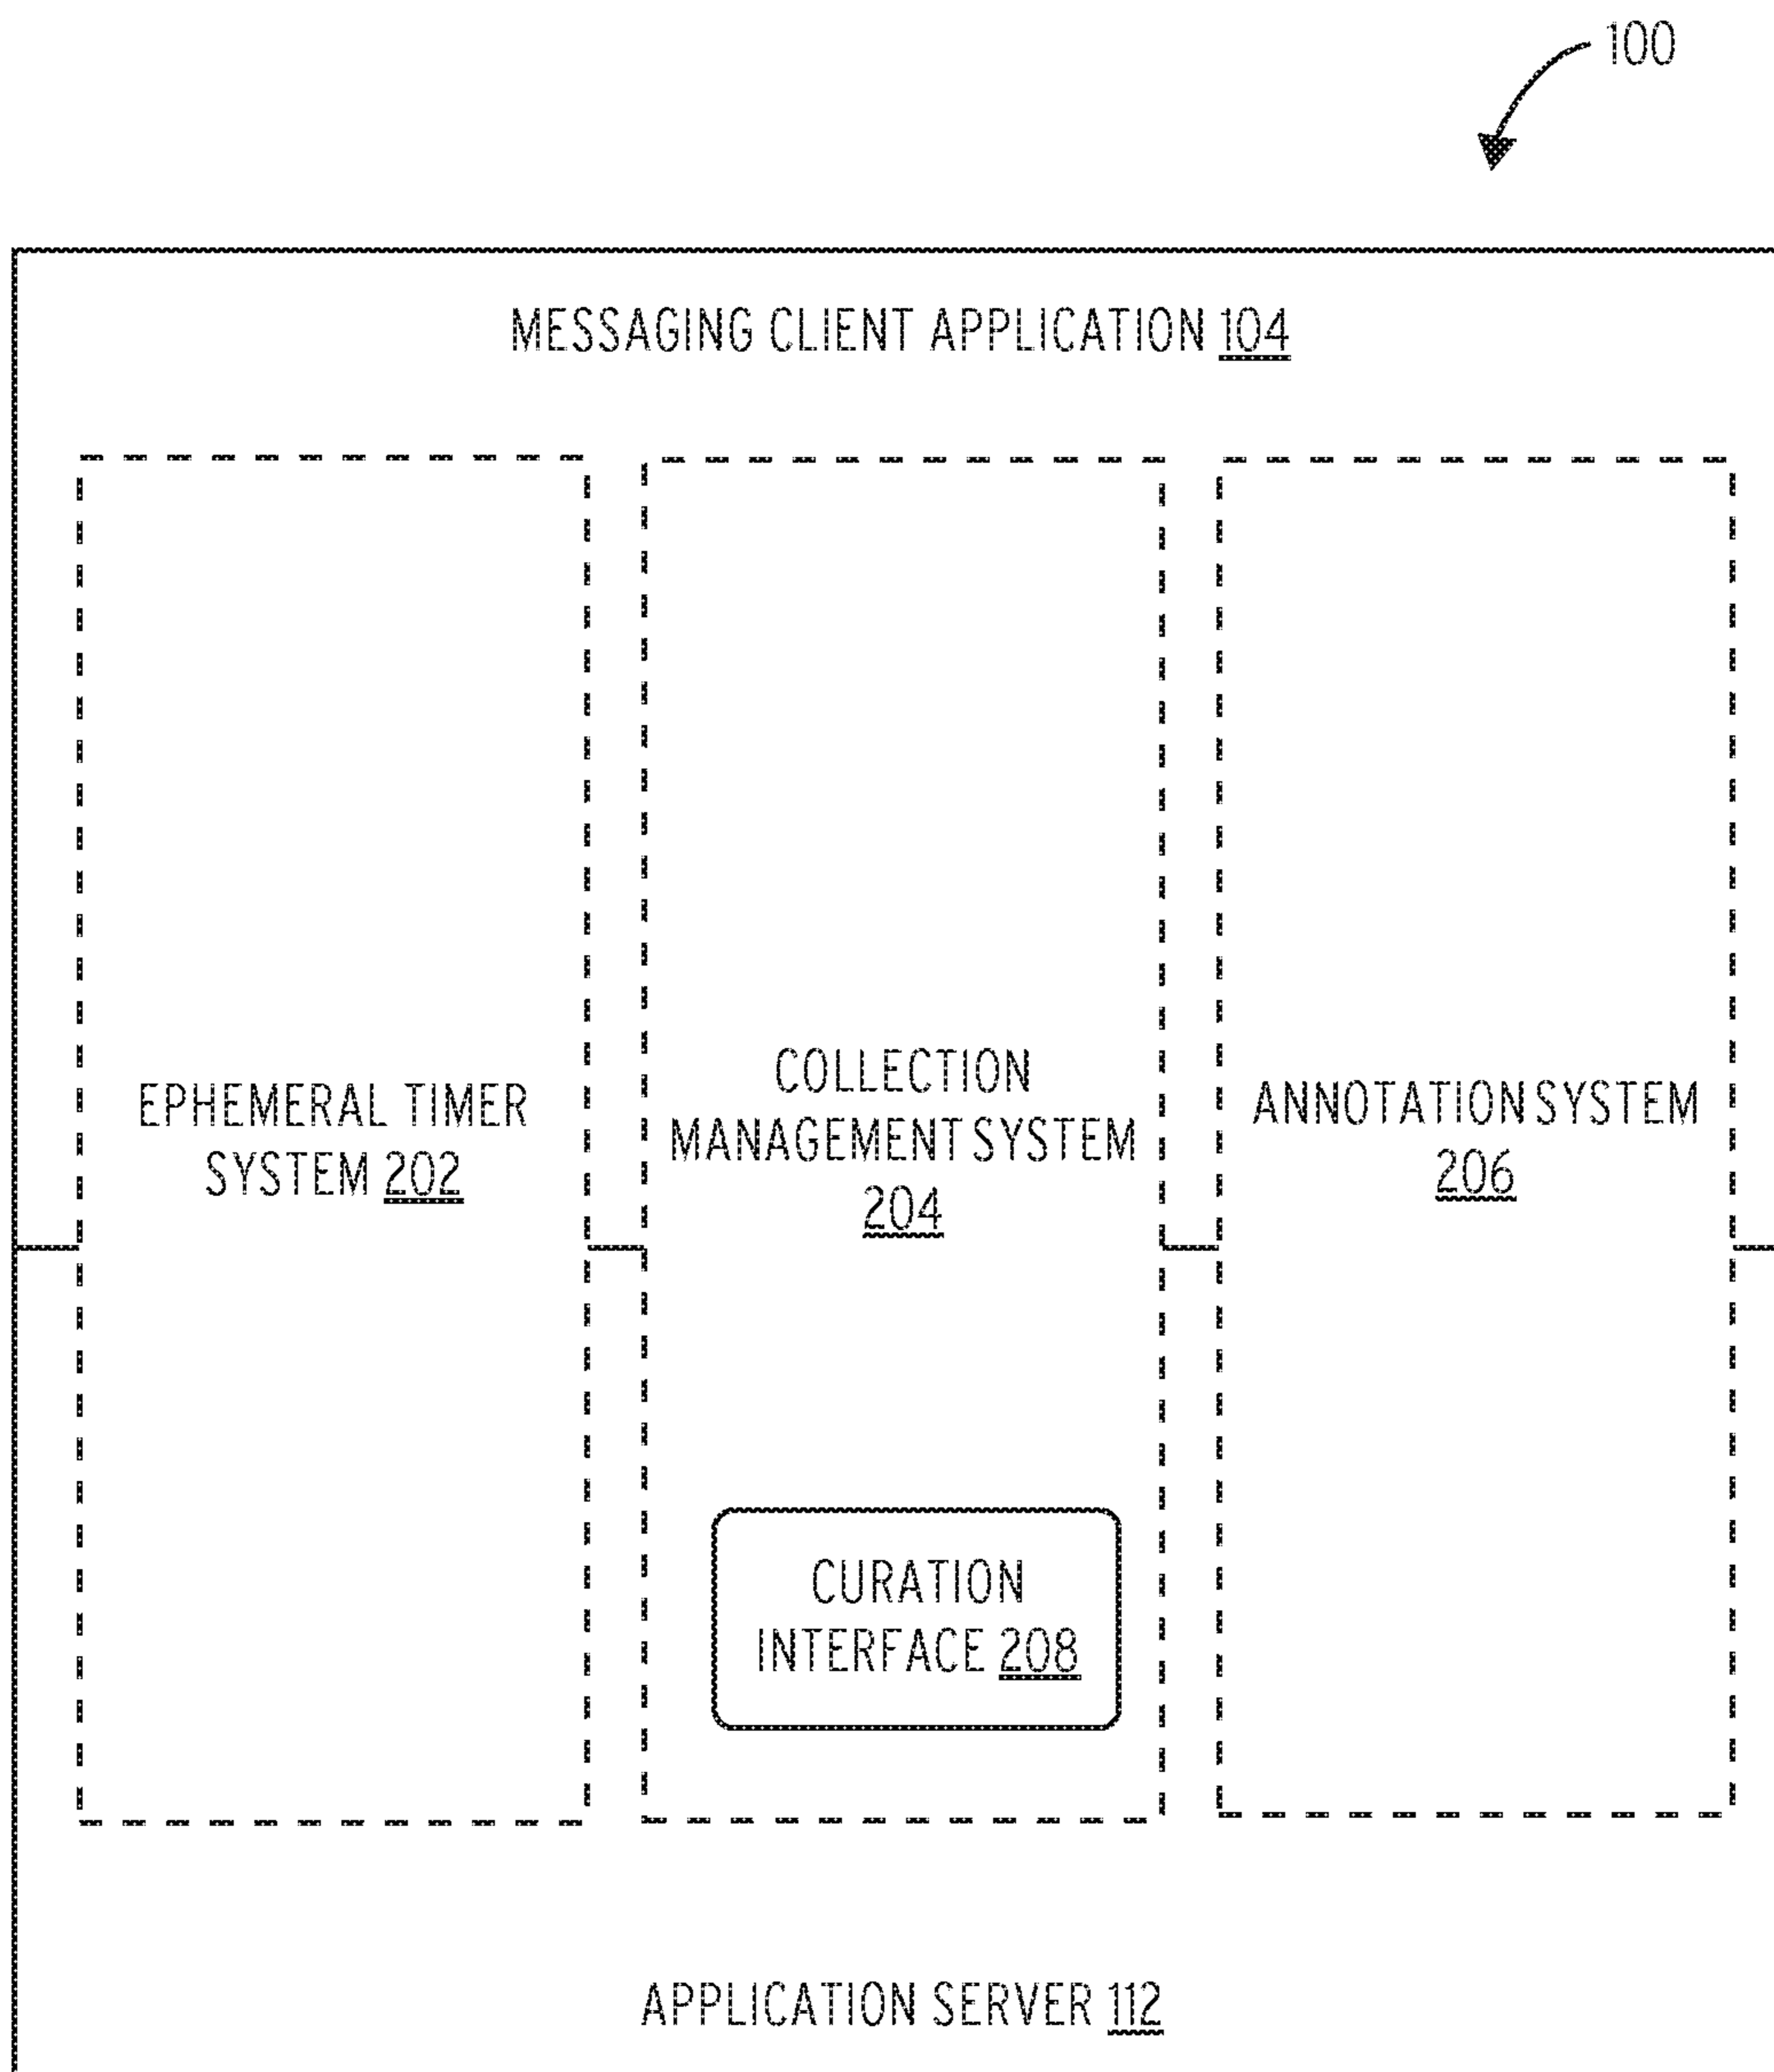 100
MESSAGING CLIENT APPLICATION 104
EPHEMERAL TIMER
SYSTEM 202
COLLECTION
MANAGEMENT SYSTEM
204
ANNOTATION SYSTEM
206
CURATION
INTERFACE 208
APPLICATION SERVER 112